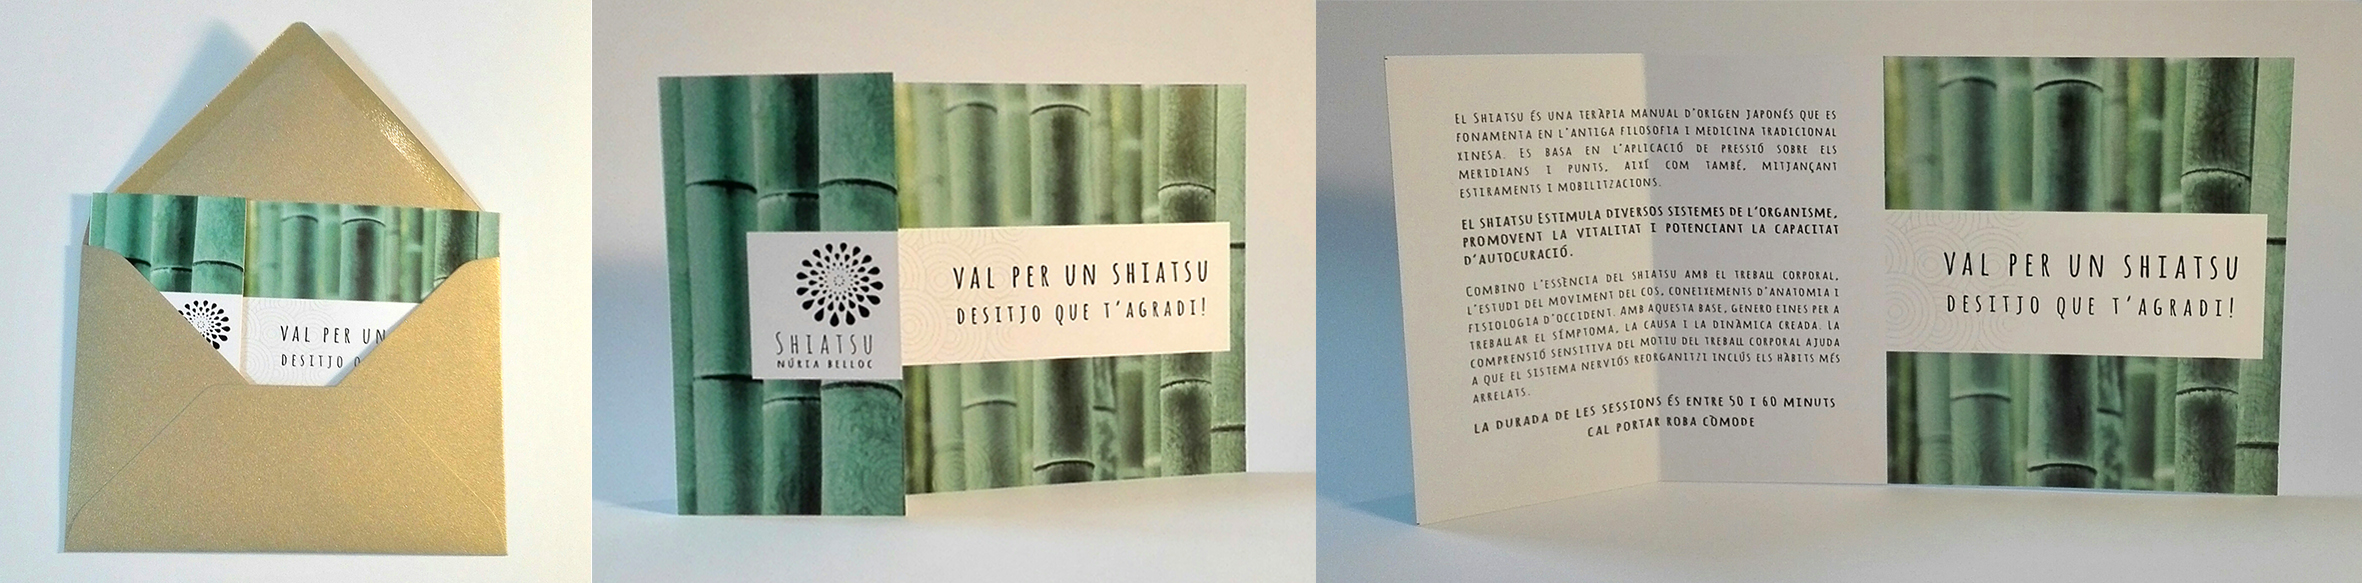 VAL PER UN
DESITJO
SHIATSU
NÚRIA BELLOC
VAL PER UN SHIATSU
DESITJO QUE T'AGRADI!
EL SHIATSU ÉS UNA TERÀPIA MANUAL D'ORIGEN JAPONÉS QUE ES
FONAMENTA EN L'ANTIGA FILOSOFIA I MEDICINA TRADICIONAL
XINESA. ES BASA EN L'APLICACIÓ DE PRESSIÓ SOBRE ELS
MERIDIANS I PUNTS, AIXÍ COM TAMBÉ, MITJANÇANT
ESTIRAMENTS I MOBILITZACIONS.
EL SHIATSU ESTIMULA DIVERSOS SISTEMES DE L'ORGANISME,
PROMOVENT LA VITALITAT I POTENCIANT LA CAPACITAT
D'AUTOCURACIÓ.
COMBINO L'ESSÈNCIA DEL SHIATSU AMB EL TREBALL CORPORAL,
L'ESTUDI DEL MOVIMENT DEL COS, CONEIXEMENTS D'ANATOMIA I
FISIOLOGIA D'OCCIDENT. AMB AQUESTA BASE, GENERO EINES PER A
TREBALLAR EL SÍMPTOMA, LA CAUSA I LA DINÀMICA CREADA. LA
COMPRENSIÓ SENSITIVA DEL MOTIU DEL TREBALL CORPORAL AJUDA
A QUE EL SISTEMA NERVIÓS REORGANITZI INCLÚS ELS HÀBITS MÉS
ARRELATS.
LA DURADA DE LES SESSIONS ÉS ENTRE 50 I 60 MINUTS
CAL PORTAR ROBA CÒMODE
VAL PER UN SHIATSU
DESITJO QUE T'AGRADI!